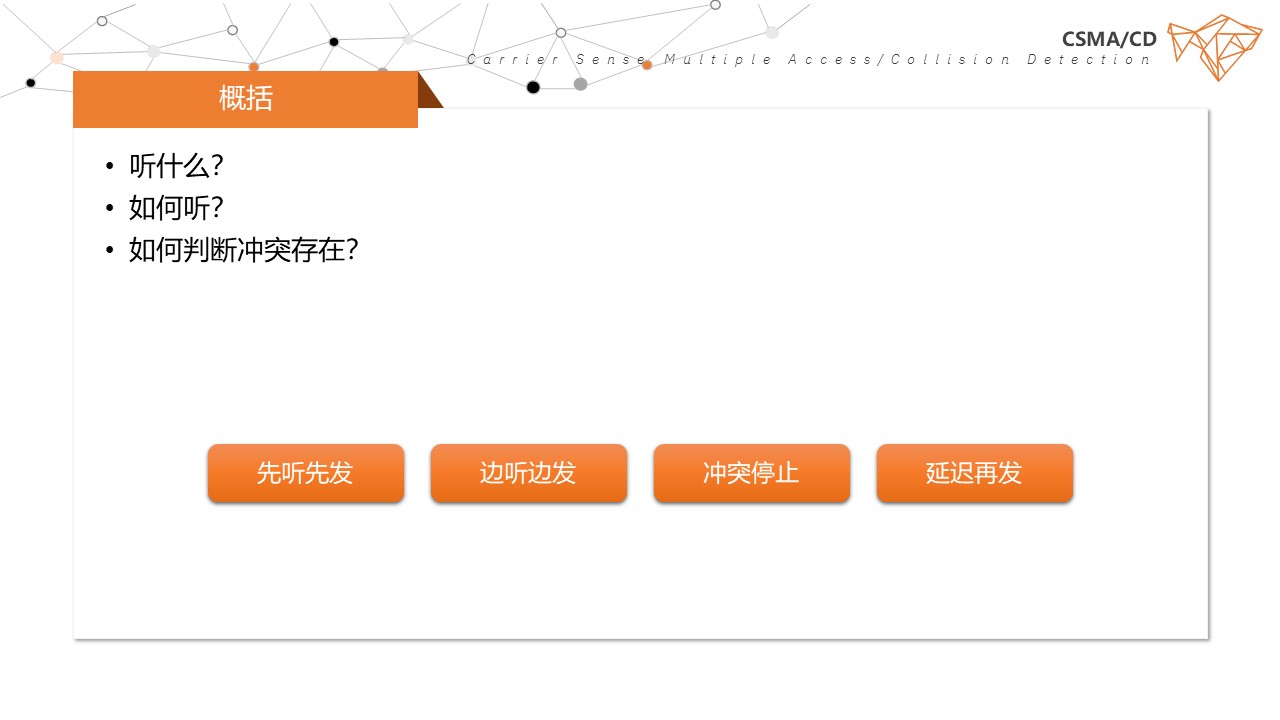 CSMA/CD
Carrier Sense Multiple Access/Collision Detection
概括
• 听什么?
• 如何听?
• 如何判断冲突存在?
先听先发
边听边发
冲突停止
延迟再发